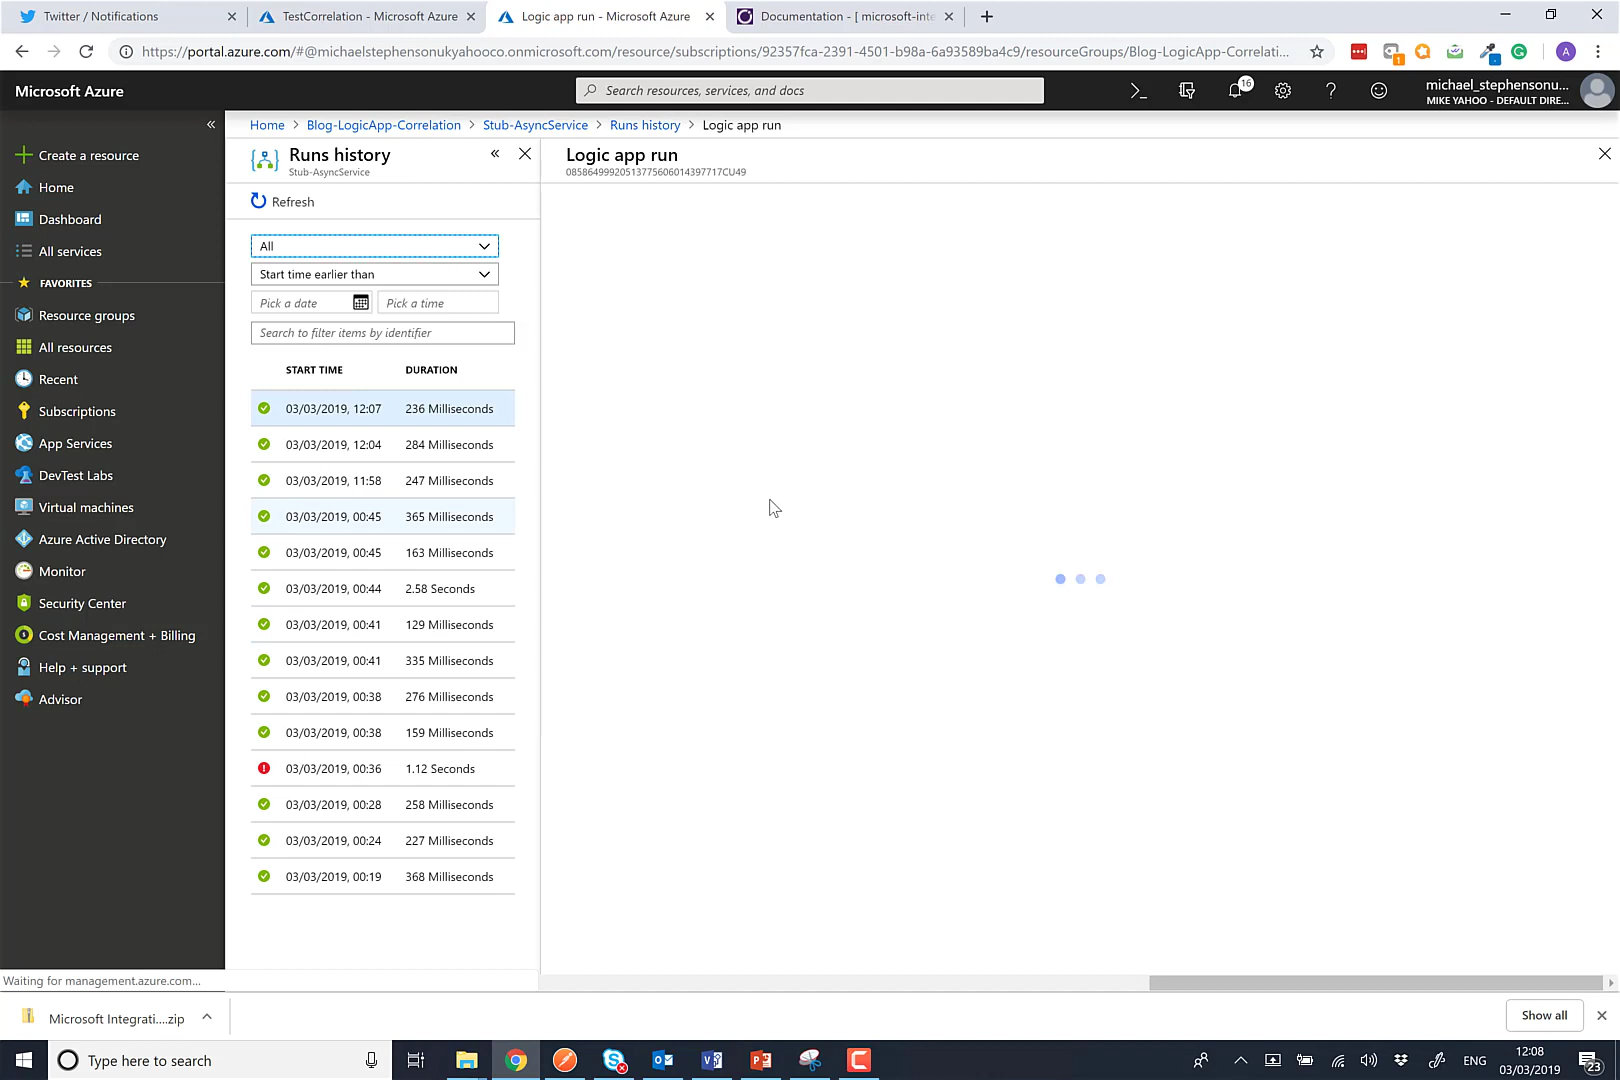 Twitter / Notifications
TestCorrelation - Microsoft Azure
Logic app run - Microsoft Azure
Documentation - [ microsoft-inte
https://portal.azure.com/#@michaelstephensonukyahooco.onmicrosoft.com/resource/subscriptions/92357fca-2391-4501-b98a-6a93589ba4c9/resourceGroups/Blog-LogicApp-Correlati...
1
A
Microsoft Azure
Search resources, services, and docs
16
michael_stephensonu...
MIKE YAHOO - DEFAULT DIRE...
Home > Blog-LogicApp-Correlation > Stub-AsyncService > Runs history > Logic app run
Create a resource
Home
Dashboard
All services
FAVORITES
Resource groups
All resources
Recent
Subscriptions
App Services
DevTest Labs
Virtual machines
Azure Active Directory
Monitor
Security Center
Cost Management + Billing
Help + support
Advisor
Runs history
Stub-AsyncService
Refresh
All
Start time earlier than
Pick a date
Pick a time
Search to filter items by identifier
START TIME DURATION
03/03/2019, 12:07 236 Milliseconds
03/03/2019, 12:04 284 Milliseconds
03/03/2019, 11:58 247 Milliseconds
03/03/2019, 00:45 365 Milliseconds
03/03/2019, 00:45 163 Milliseconds
03/03/2019, 00:44 2.58 Seconds
03/03/2019, 00:41 129 Milliseconds
03/03/2019, 00:41 335 Milliseconds
03/03/2019, 00:38 276 Milliseconds
03/03/2019, 00:38 159 Milliseconds
03/03/2019, 00:36 1.12 Seconds
03/03/2019, 00:28 258 Milliseconds
03/03/2019, 00:24 227 Milliseconds
03/03/2019, 00:19 368 Milliseconds
Logic app run
08586499920513775606014397717CU49
Waiting for management.azure.com...
Microsoft Integrati....zip
Show all
Type here to search
ENG
12:08
03/03/2019
23